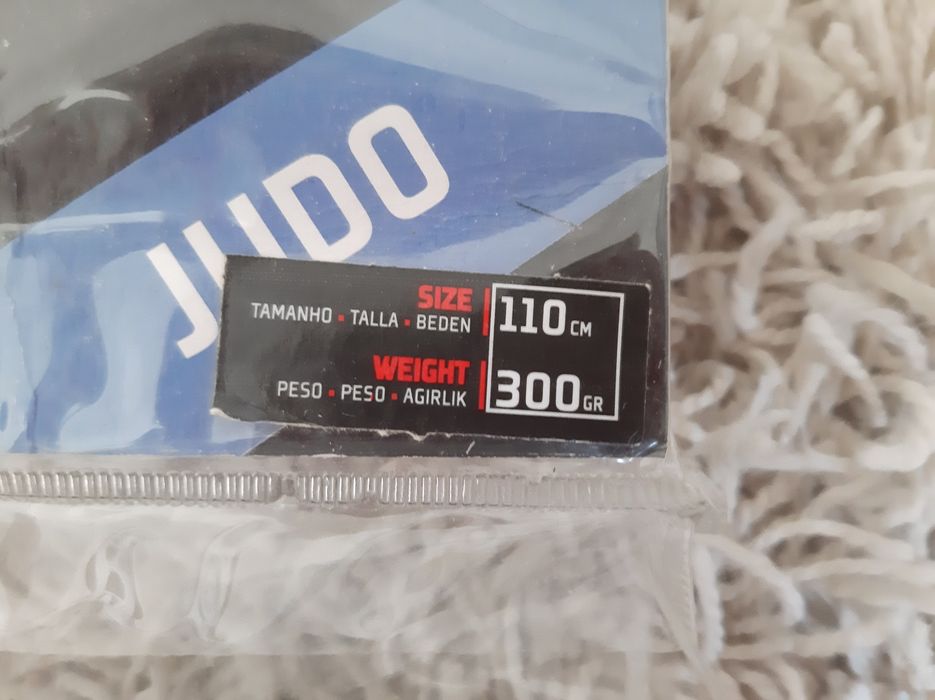 JUDO
SIZE 110 CM
TAMANHO • TALLA • BEDEN
WEIGHT 300 GR
PESO • PESO • AGIRLIK